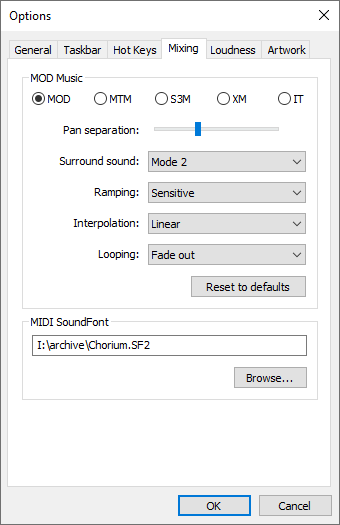 Options
General Taskbar Hot Keys Mixing Loudness Artwork
MOD Music
MOD MTM S3M XM IT
Pan separation:
Surround sound: Mode 2
Ramping: Sensitive
Interpolation: Linear
Looping: Fade out
Reset to defaults
MIDI SoundFont
I:\archive\Chorium.SF2
Browse...
OK Cancel